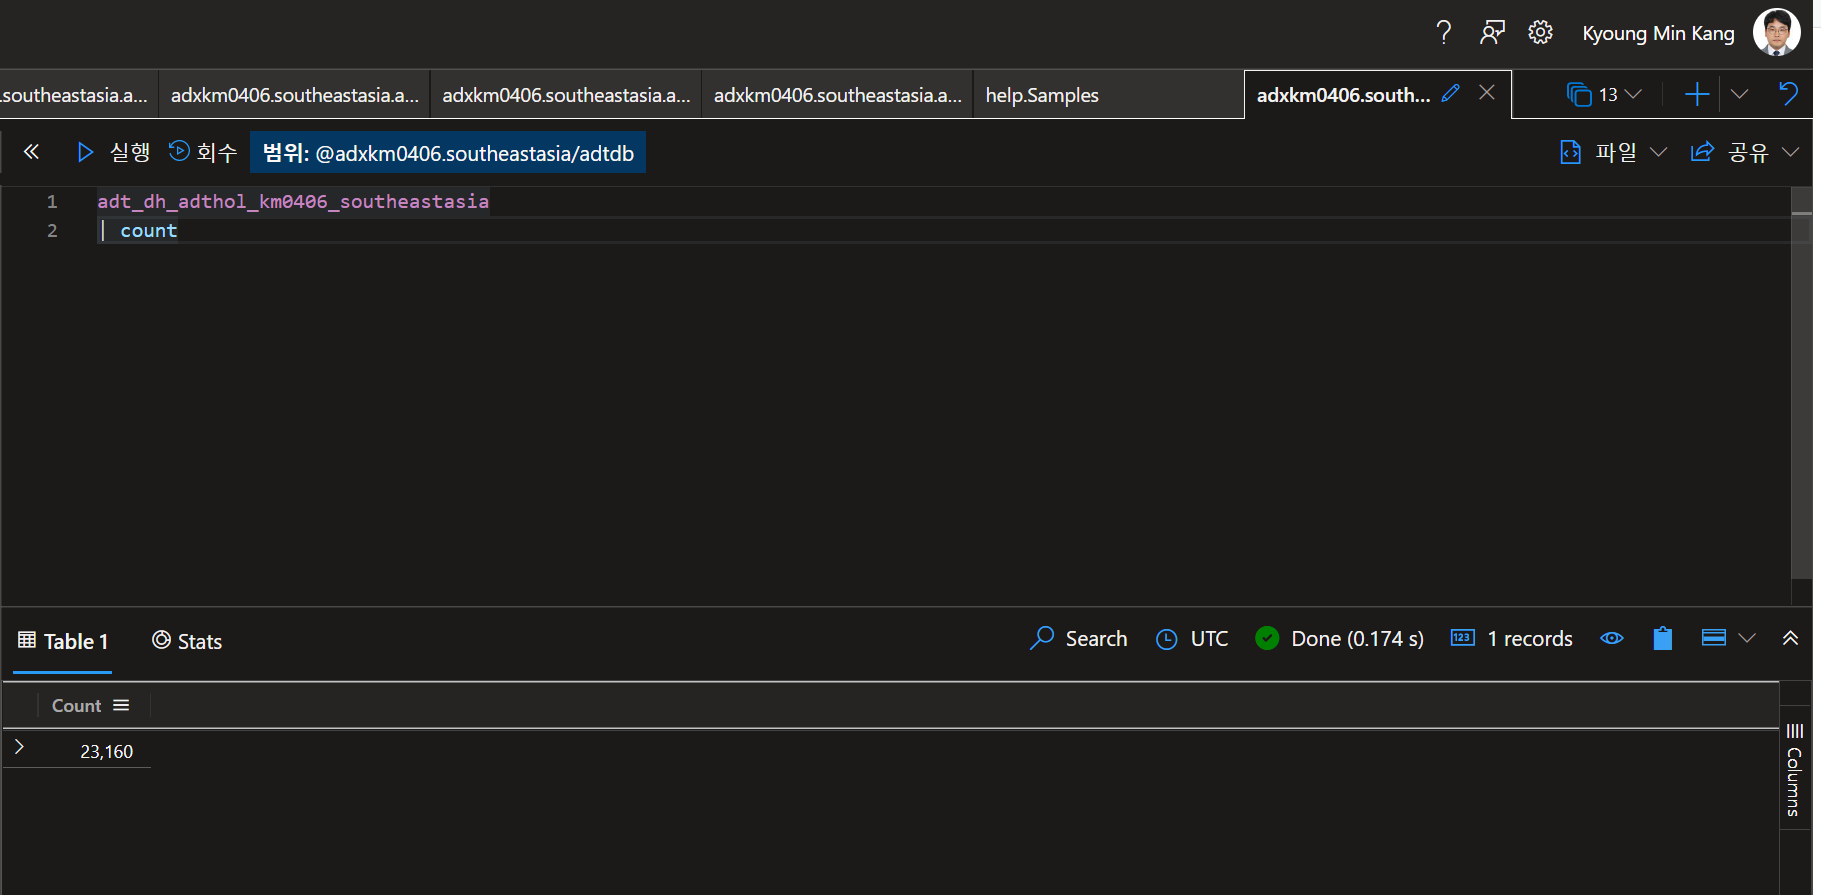 Kyoung Min Kang
.southeastasia.a...
adxkm0406.southeastasia.a...
adxkm0406.southeastasia.a...
adxkm0406.southeastasia.a...
help.Samples
adxkm0406.south...
13
실행
회수
범위: @adxkm0406.southeastasia/adtdb
파일
공유
1 adt_dh_adthol_km0406_southeastasia
2 | count
Table 1
Stats
Search
UTC
Done (0.174 s)
123
1 records
Count
23,160
Columns